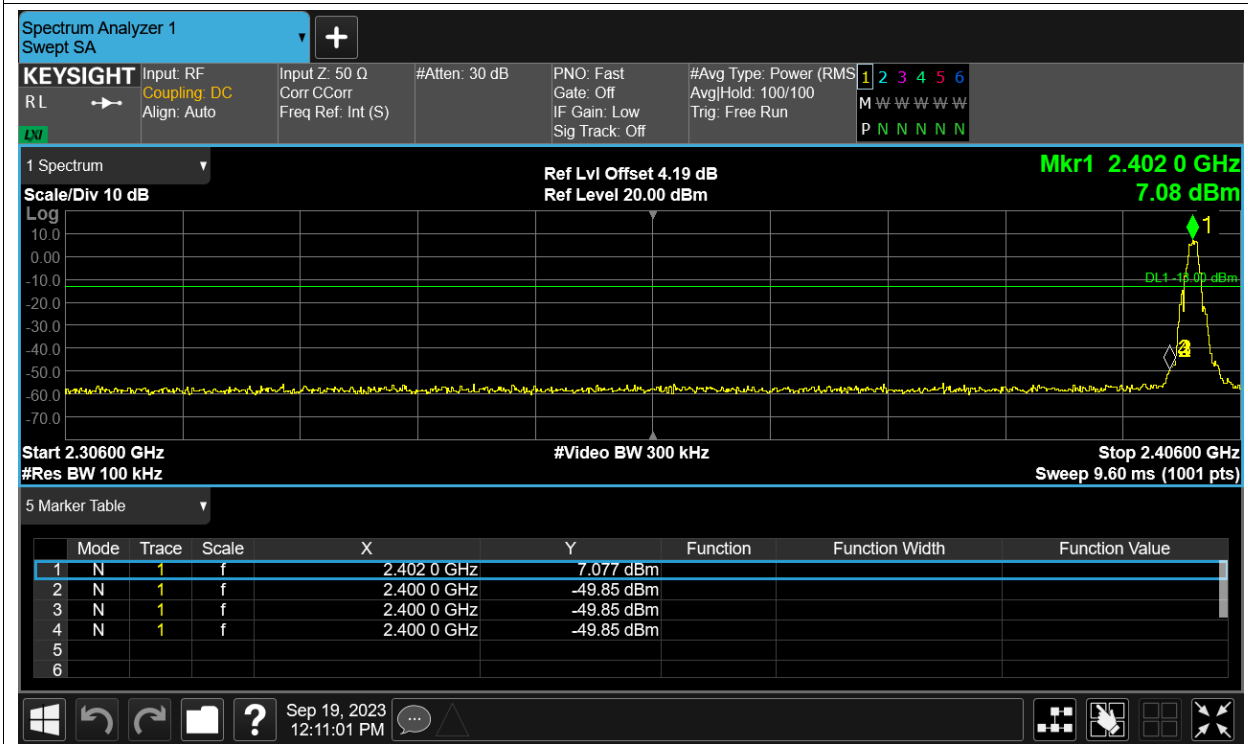 Spectrum Analyzer 1
Swept SA
KEYSIGHT Input: RF Input Z: 50 Ω #Atten: 30 dB PNO: Fast #Avg Type: Power (RMS 1 2 3 4 5 6
RL Coupling: DC Corr CCorr Gate: Off Avg|Hold: 100/100 M W W W W W
Align: Auto Freq Ref: Int (S) IF Gain: Low Trig: Free Run
LXI Sig Track: Off P N N N N N
1 Spectrum Ref Lvl Offset 4.19 dB Mkr1 2.402 0 GHz
Scale/Div 10 dB Ref Level 20.00 dBm 7.08 dBm
Log
1
10.0
0.00
-10.0 DL1 -13.00 dBm
-20.0
-30.0
-40.0
-50.0
-60.0
-70.0
Start 2.30600 GHz #Video BW 300 kHz Stop 2.40600 GHz
#Res BW 100 kHz Sweep 9.60 ms (1001 pts)
5 Marker Table
Mode Trace Scale X Y Function Function Width Function Value
1 N 1 f 2.402 0 GHz 7.077 dBm
2 N 1 f 2.400 0 GHz -49.85 dBm
3 N 1 f 2.400 0 GHz -49.85 dBm
4 N 1 f 2.400 0 GHz -49.85 dBm
5
6
? Sep 19, 2023
12:11:01 PM